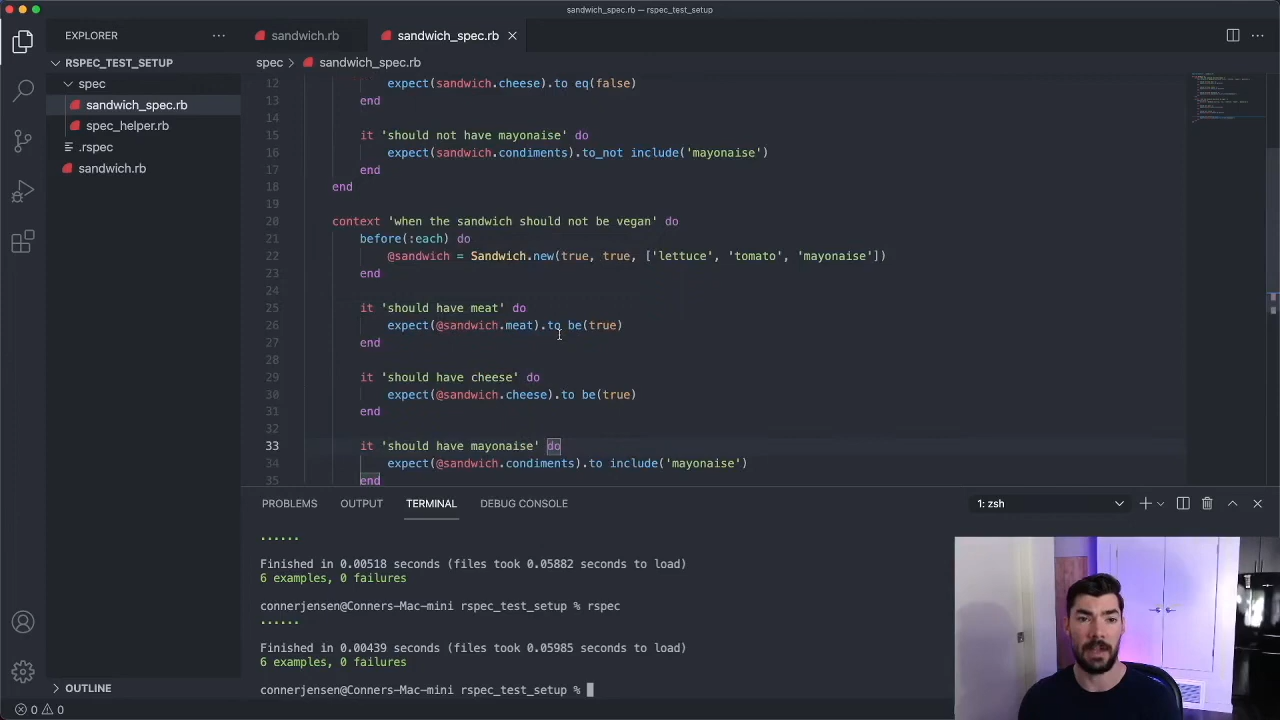 sandwich_spec.rb — rspec_test_setup
EXPLORER
sandwich.rb
sandwich_spec.rb
RSPEC_TEST_SETUP
spec
sandwich_spec.rb
spec_helper.rb
.rspec
sandwich.rb
spec > sandwich_spec.rb
12 expect(sandwich.cheese).to eq(false)
13 end
14
15 it 'should not have mayonaise' do
16 expect(sandwich.condiments).to_not include('mayonaise')
17 end
18 end
19
20 context 'when the sandwich should not be vegan' do
21 before(:each) do
22 @sandwich = Sandwich.new(true, true, ['lettuce', 'tomato', 'mayonaise'])
23 end
24
25 it 'should have meat' do
26 expect(@sandwich.meat).to be(true)
27 end
28
29 it 'should have cheese' do
30 expect(@sandwich.cheese).to be(true)
31 end
32
33 it 'should have mayonaise' do
34 expect(@sandwich.condiments).to include('mayonaise')
35 end
PROBLEMS OUTPUT TERMINAL DEBUG CONSOLE
1: zsh
......
Finished in 0.00518 seconds (files took 0.05882 seconds to load)
6 examples, 0 failures
connerjensen@Conners-Mac-mini rspec_test_setup % rspec
......
Finished in 0.00439 seconds (files took 0.05985 seconds to load)
6 examples, 0 failures
connerjensen@Conners-Mac-mini rspec_test_setup %
OUTLINE
0 0